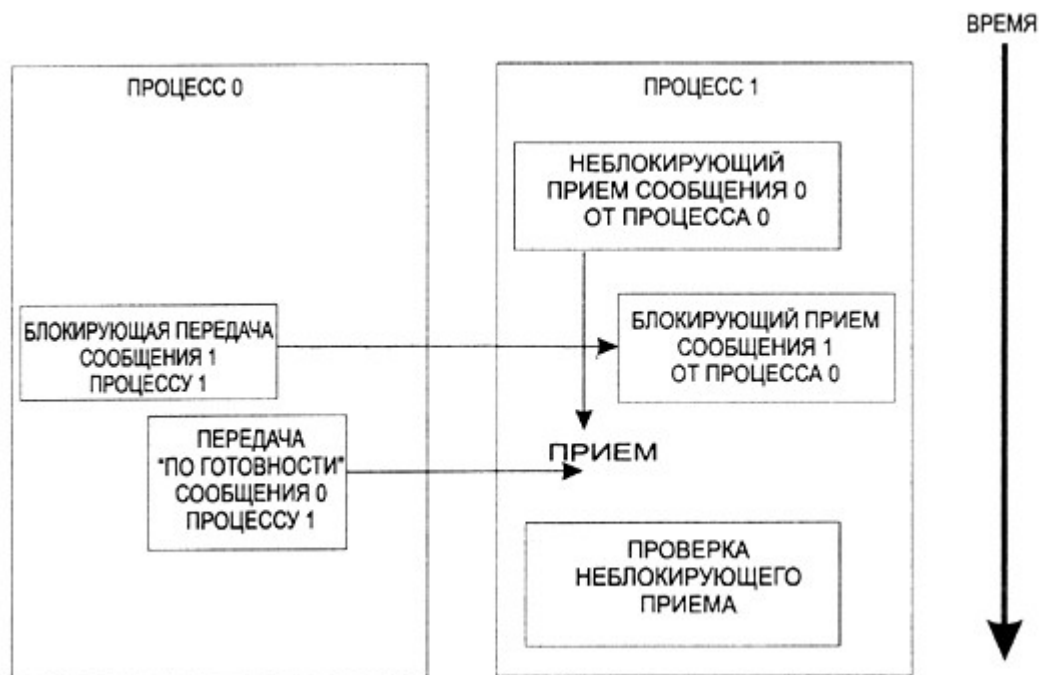 ВРЕМЯ
ПРОЦЕСС 0
ПРОЦЕСС 1
НЕБЛОКИРУЮЩИЙ
ПРИЕМ СООБЩЕНИЯ 0
ОТ ПРОЦЕССА 0
БЛОКИРУЮЩАЯ ПЕРЕДАЧА
СООБЩЕНИЯ 1
ПРОЦЕССУ 1
БЛОКИРУЮЩИЙ ПРИЕМ
СООБЩЕНИЯ 1
ОТ ПРОЦЕССА 0
ПЕРЕДАЧА
"ПО ГОТОВНОСТИ"
СООБЩЕНИЯ 0
ПРОЦЕССУ 1
ПРИЕМ
ПРОВЕРКА
НЕБЛОКИРУЮЩЕГО
ПРИЕМА